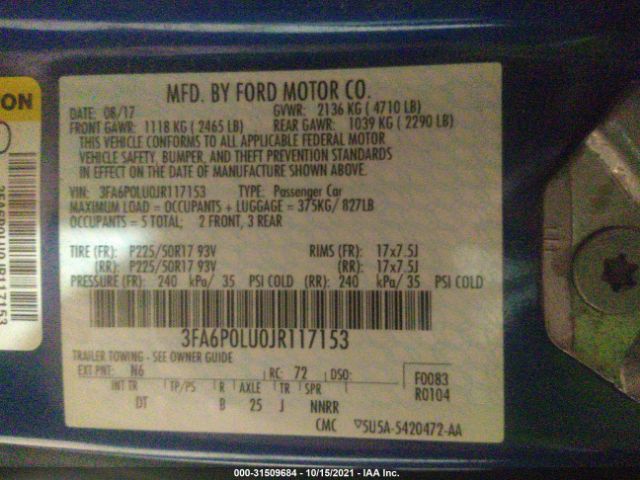 ION
3FA6P0LU0JR117153
MFD. BY FORD MOTOR CO.
DATE: 08/17 GVWR: 2136 KG ( 4710 LB)
FRONT GAWR: 1118 KG ( 2465 LB) REAR GAWR: 1039 KG ( 2290 LB)
THIS VEHICLE CONFORMS TO ALL APPLICABLE FEDERAL MOTOR
VEHICLE SAFETY, BUMPER, AND THEFT PREVENTION STANDARDS
IN EFFECT ON THE DATE OF MANUFACTURE SHOWN ABOVE.
VIN: 3FA6P0LU0JR117153 TYPE: Passenger Car
MAXIMUM LOAD = OCCUPANTS + LUGGAGE = 375KG/ 827LB
OCCUPANTS = 5 TOTAL, 2 FRONT, 3 REAR
TIRE (FR): P225/50R17 93V RIMS (FR): 17x7.5J
(RR): P225/50R17 93V (RR): 17x7.5J
PRESSURE (FR): 240 kPa/ 35 PSI COLD (RR): 240 kPa/ 35 PSI COLD
3FA6P0LU0JR117153
TRAILER TOWING - SEE OWNER GUIDE
EXT PNT: N6 RC: 72 DSO: F0083
INT TR TP/PS R AXLE TR SPR R0104
DT B 25 J NNRR
CMC 5U5A-5420472-AA
000-31509684 - 10/15/2021 - IAA Inc.